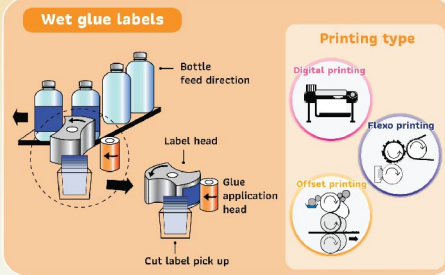 Wet glue labels
Bottle
feed direction
Label head
Glue
application
head
Cut label pick up
Printing type
Digital printing
Flexo printing
Offset printing